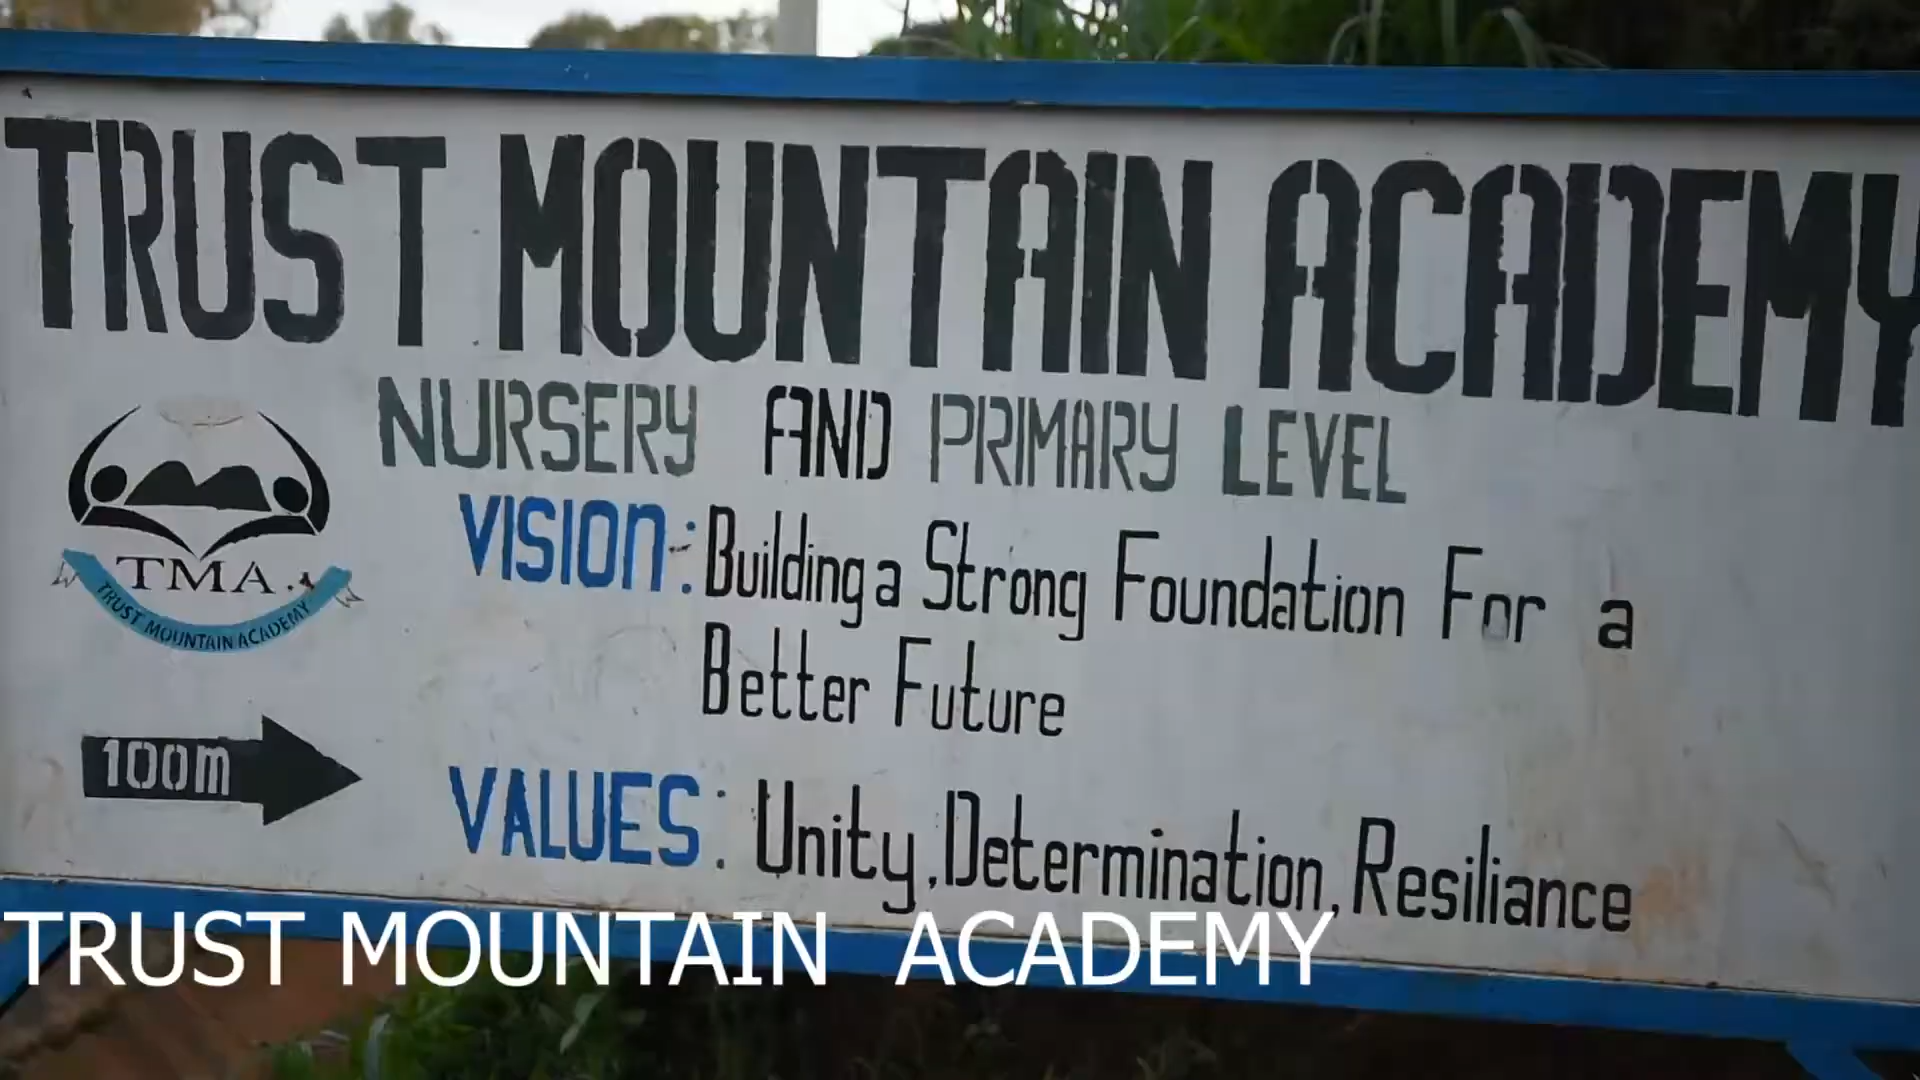 TRUST MOUNTAIN ACADEMY
NURSERY AND PRIMARY LEVEL
VISION: Building a Strong Foundation For a
Better Future
TMA
TRUST MOUNTAIN ACADEMY
100m
VALUES: Unity, Determination, Resiliance
TRUST MOUNTAIN ACADEMY